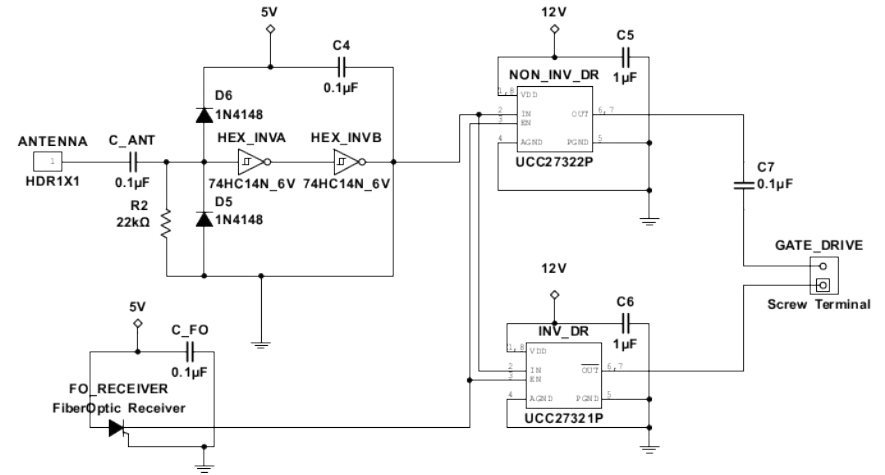 5V
C4
0.1µF
D6
1N4148
ANTENNA
1
HDR1X1
C_ANT
0.1µF
HEX_INVA
74HC14N_6V
HEX_INVB
74HC14N_6V
R2
22kΩ
D5
1N4148
12V
C5
1µF
NON_INV_DR
1,8
VDD
2
IN
3
EN
4
AGND
OUT
6,7
PGND
5
UCC27322P
C7
0.1µF
GATE_DRIVE
Screw Terminal
5V
C_FO
0.1µF
FO_RECEIVER
FiberOptic Receiver
12V
C6
1µF
INV_DR
1,8
VDD
2
IN
3
EN
4
AGND
OUT
6,7
PGND
5
UCC27321P